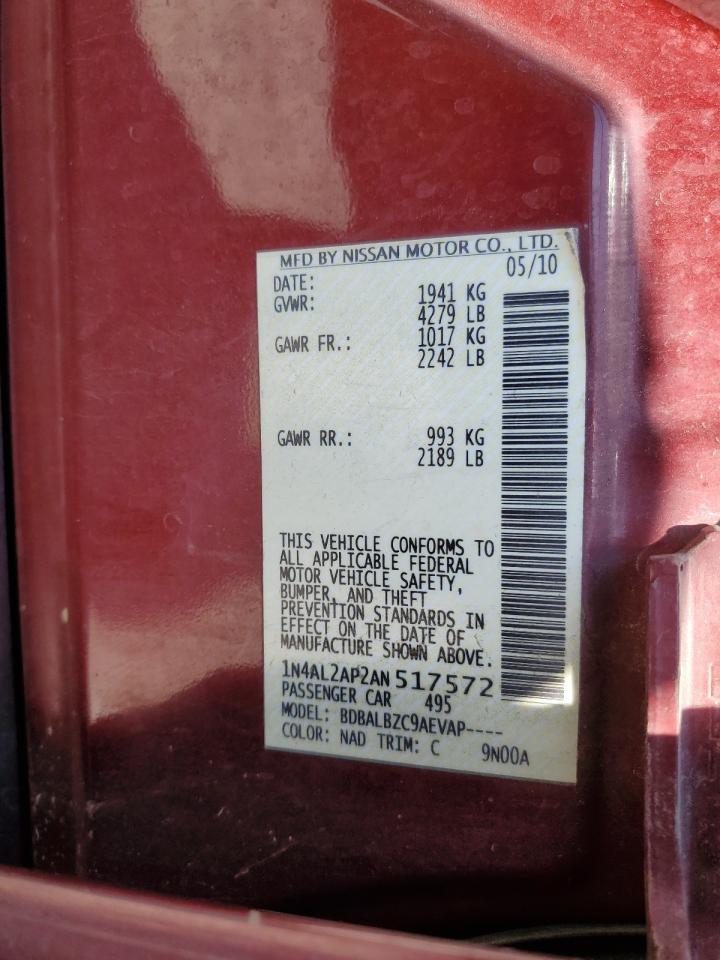 MFD BY NISSAN MOTOR CO., LTD.
DATE: 05/10
GVWR: 1941 KG
4279 LB
GAWR FR.: 1017 KG
2242 LB
GAWR RR.: 993 KG
2189 LB
THIS VEHICLE CONFORMS TO
ALL APPLICABLE FEDERAL
MOTOR VEHICLE SAFETY,
BUMPER, AND THEFT
PREVENTION STANDARDS IN
EFFECT ON THE DATE OF
MANUFACTURE SHOWN ABOVE.
1N4AL2AP2AN517572
PASSENGER CAR 495
MODEL: BDBALBZC9AEVAP----
COLOR: NAD TRIM: C 9N00A